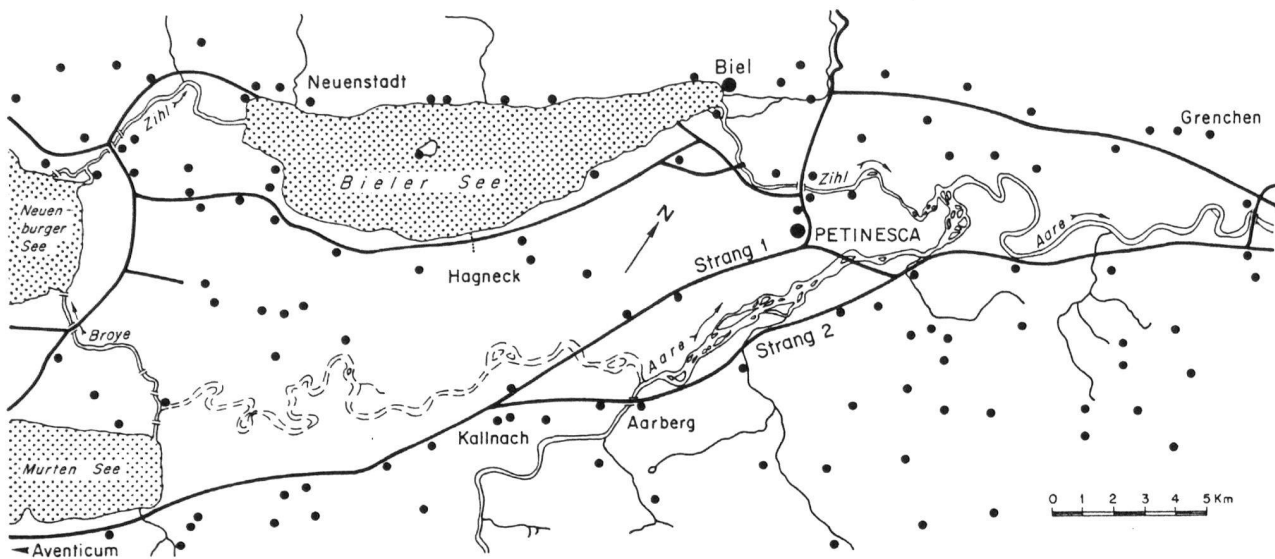 Neuenstadt
Biel
Grenchen
Zihl
Bieler See
Zihl
Neuen-
burger
See
PETINESCA
Aare
Hagneck
Strang 1
Broye
Aare
Strang 2
Kallnach
Aarberg
Murten See
N
0 1 2 3 4 5 Km
Aventicum